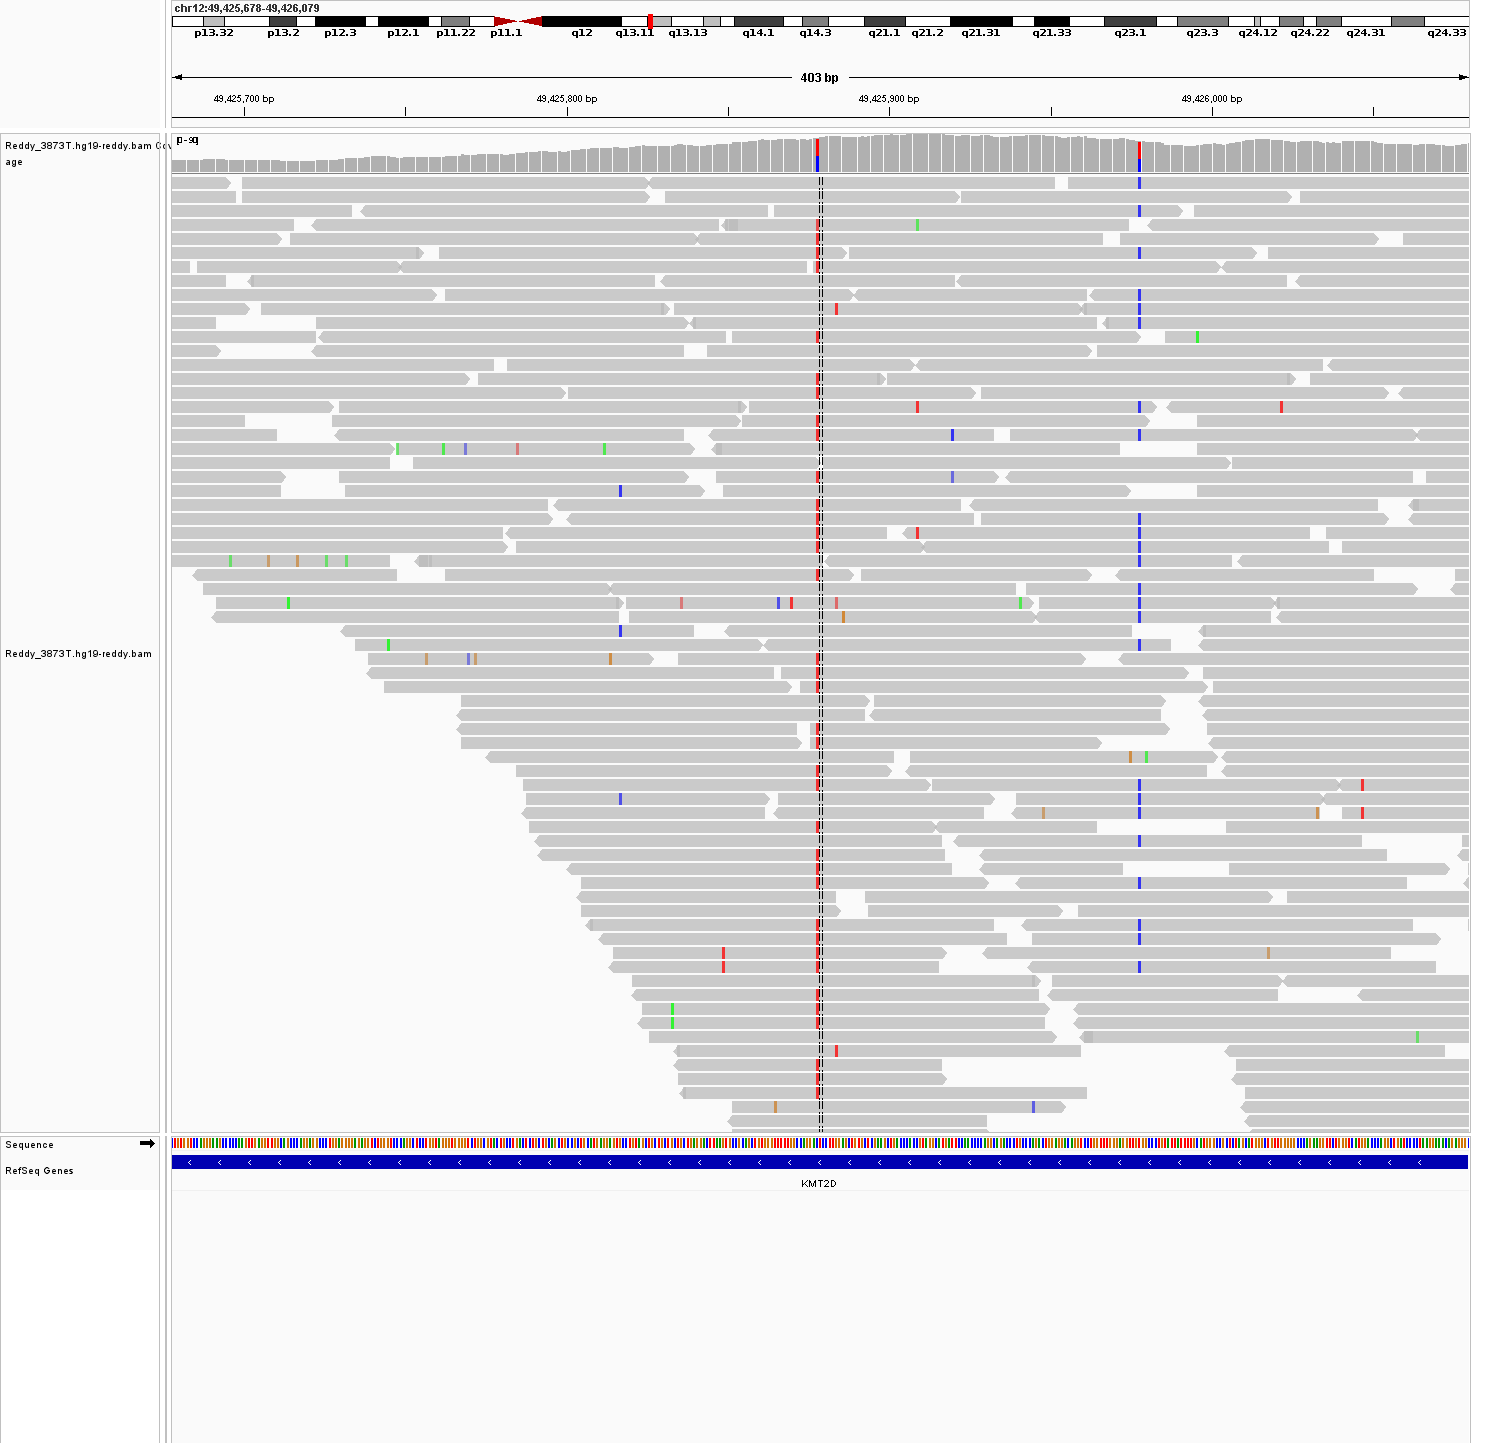 chr12:49,425,678-49,426,079
p13.32 p13.2 p12.3 p12.1 p11.22 p11.1 q12 q13.11 q13.13 q14.1 q14.3 q21.1 q21.2 q21.31 q21.33 q23.1 q23.3 q24.12 q24.22 q24.31 q24.33
403 bp
49,425,700 bp 49,425,800 bp 49,425,900 bp 49,426,000 bp
Reddy_3873T.hg19-reddy.bam Cov
age
Reddy_3873T.hg19-reddy.bam
Sequence
RefSeq Genes
KMT2D